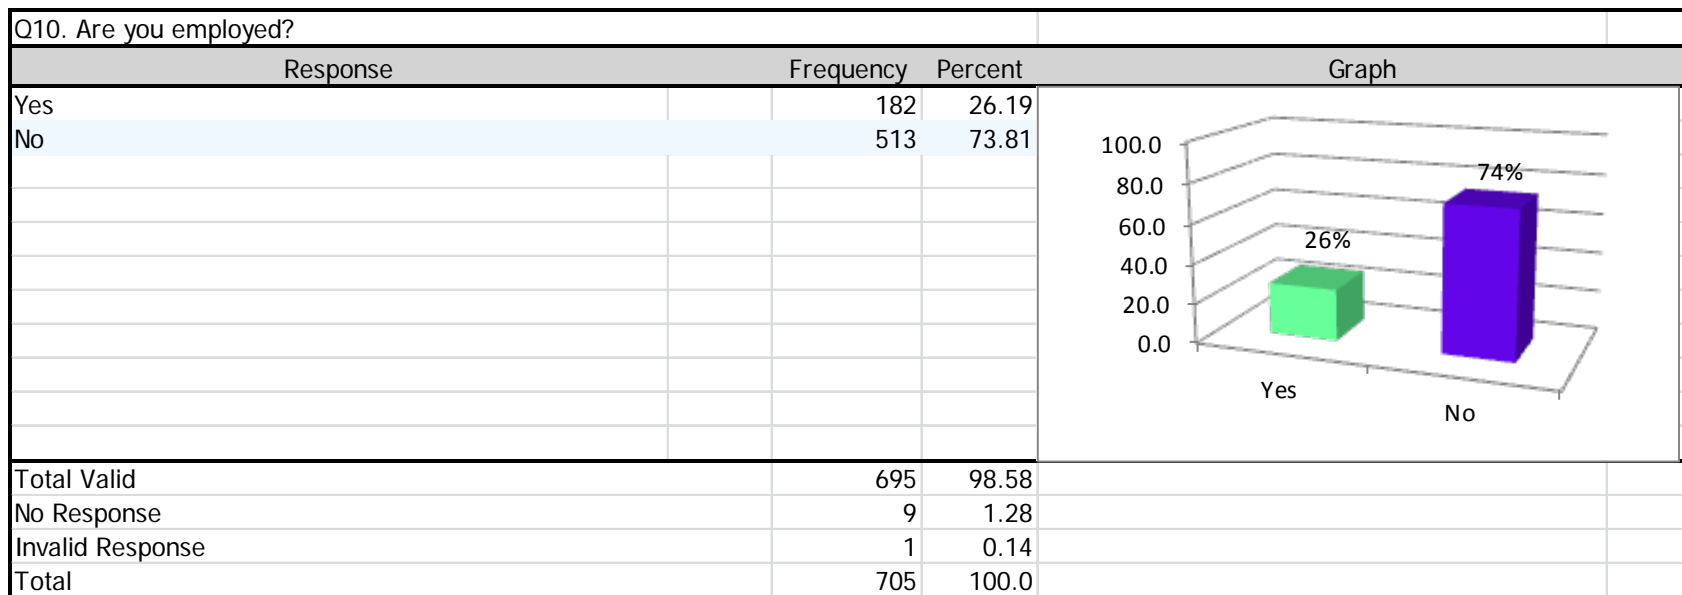 Q10. Are you employed?
Response Frequency Percent Graph
Yes 182 26.19
No 513 73.81
100.0
80.0
60.0
40.0
20.0
0.0
74%
26%
Yes
No
Total Valid 695 98.58
No Response 9 1.28
Invalid Response 1 0.14
Total 705 100.0